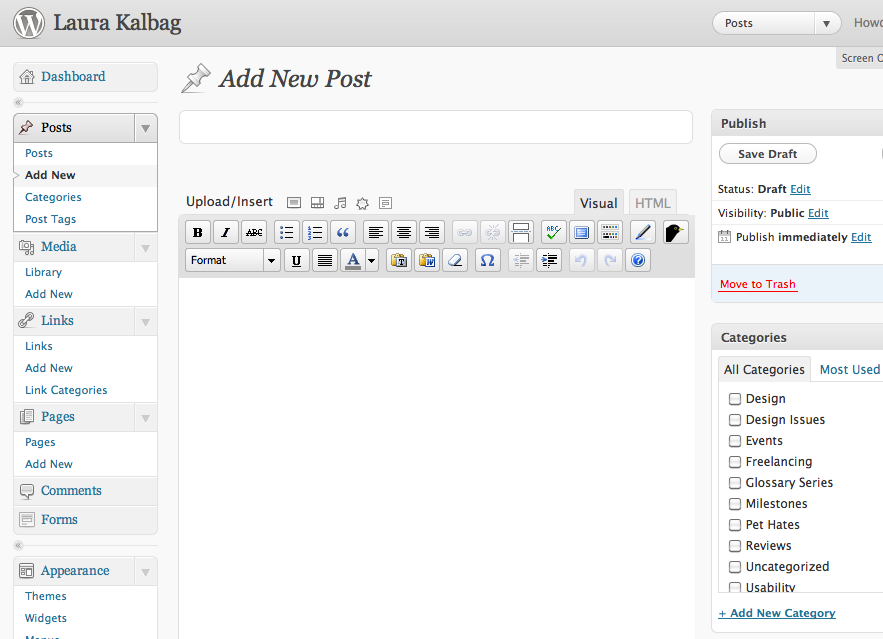 Laura Kalbag
Posts
Screen
Dashboard
Posts
Posts
Add New
Categories
Post Tags
Media
Library
Add New
Links
Links
Add New
Link Categories
Pages
Pages
Add New
Comments
Forms
Appearance
Themes
Widgets
Add New Post
Upload/Insert
Visual
HTML
B I ABC
ABC
Format
U A T W Ω ?
Publish
Save Draft
Status: Draft Edit
Visibility: Public Edit
Publish immediately Edit
Move to Trash
Categories
All Categories
Most Used
Design
Design Issues
Events
Freelancing
Glossary Series
Milestones
Pet Hates
Reviews
Uncategorized
Usability
+ Add New Category